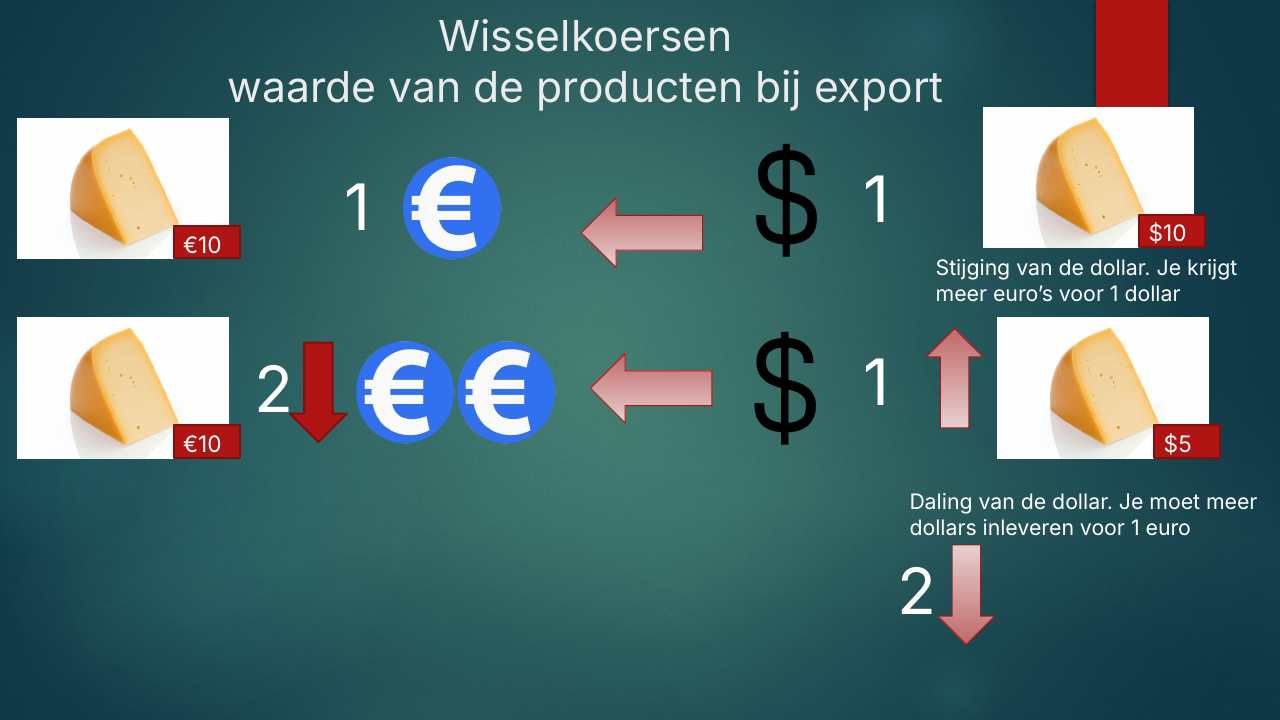 Wisselkoersen
waarde van de producten bij export
€10
1 €
$ 1
$10
Stijging van de dollar. Je krijgt
meer euro’s voor 1 dollar
€10
2 € €
$ 1
$5
Daling van de dollar. Je moet meer
dollars inleveren voor 1 euro
2